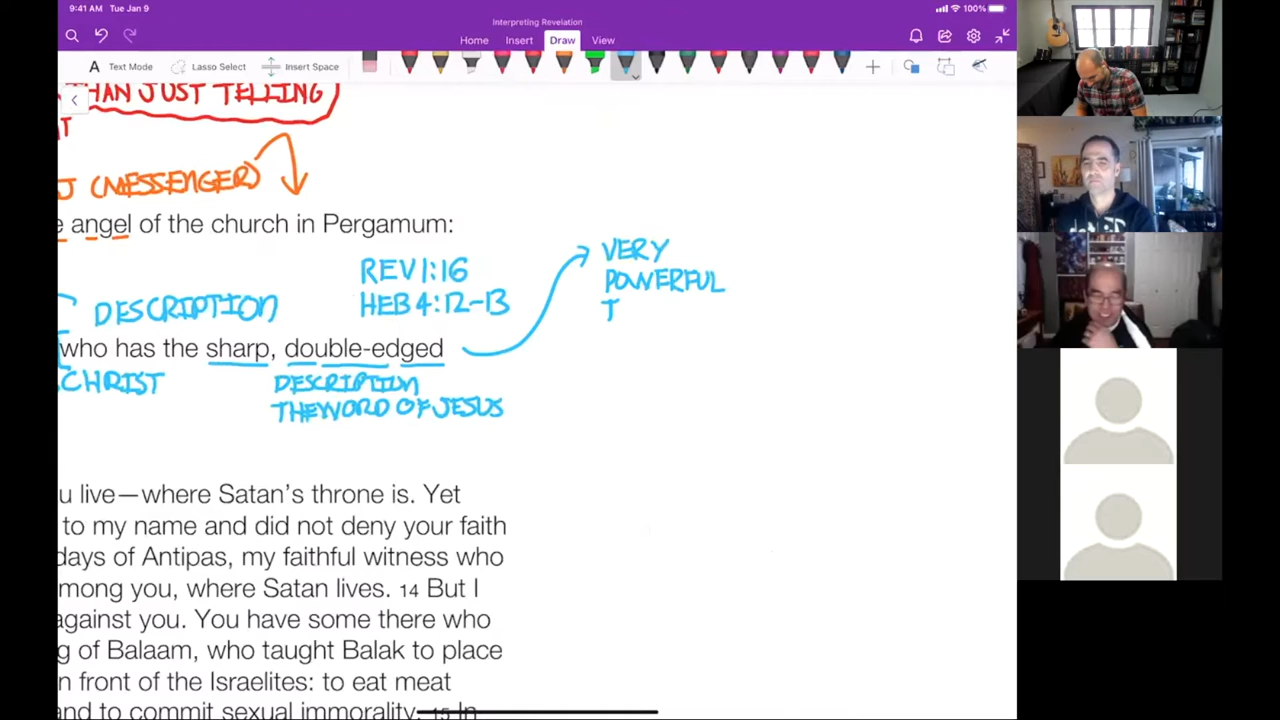 9:41 AM Tue Jan 9
100%
Interpreting Revelation
Home Insert Draw View
Text Mode Lasso Select Insert Space
THAN JUST TELLING
(MESSENGER)
angel of the church in Pergamum:
VERY
POWERFUL
T
REV 1:16
HEB 4:12-13
DESCRIPTION
who has the sharp, double-edged
CHRIST
DESCRIPTION
THE WORD OF JESUS
u live—where Satan's throne is. Yet
to my name and did not deny your faith
days of Antipas, my faithful witness who
mong you, where Satan lives. 14 But I
against you. You have some there who
g of Balaam, who taught Balak to place
n front of the Israelites: to eat meat
and to commit sexual immorality. 15 In